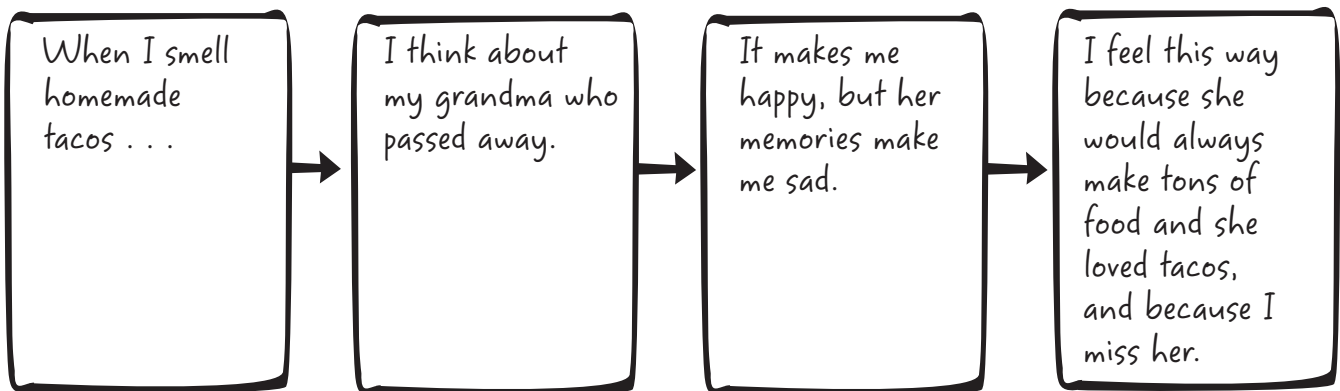 When I smell
homemade
tacos . . .
I think about
my grandma who
passed away.
It makes me
happy, but her
memories make
me sad.
I feel this way
because she
would always
make tons of
food and she
loved tacos,
and because I
miss her.